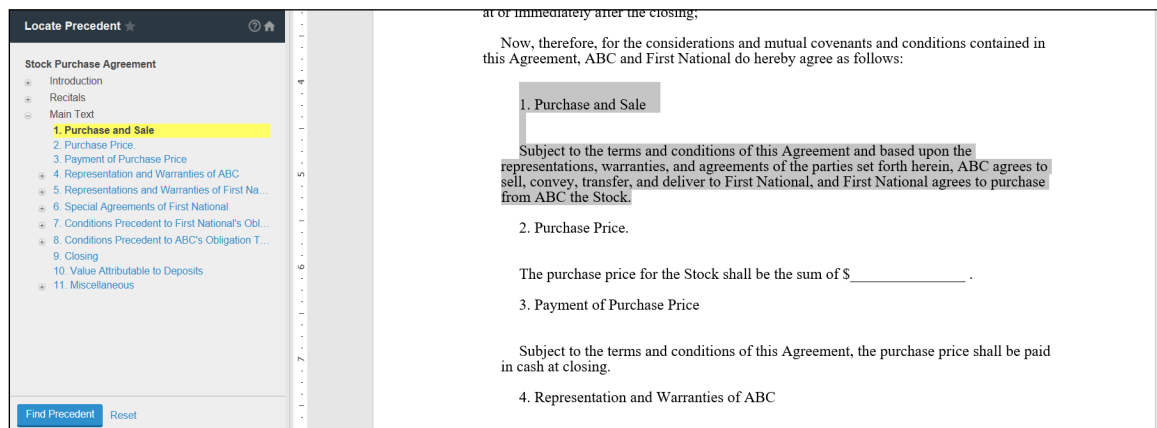 Locate Precedent
Stock Purchase Agreement
Introduction
Recitals
Main Text
1. Purchase and Sale
2. Purchase Price.
3. Payment of Purchase Price
4. Representation and Warranties of ABC
5. Representations and Warranties of First Na...
6. Special Agreements of First National
7. Conditions Precedent to First National's Obl...
8. Conditions Precedent to ABC's Obligation T...
9. Closing
10. Value Attributable to Deposits
11. Miscellaneous
Find Precedent Reset
4
5
6
7
at or immediately after the closing;
Now, therefore, for the considerations and mutual covenants and conditions contained in
this Agreement, ABC and First National do hereby agree as follows:
1. Purchase and Sale
Subject to the terms and conditions of this Agreement and based upon the
representations, warranties, and agreements of the parties set forth herein, ABC agrees to
sell, convey, transfer, and deliver to First National, and First National agrees to purchase
from ABC the Stock.
2. Purchase Price.
The purchase price for the Stock shall be the sum of $_______________ .
3. Payment of Purchase Price
Subject to the terms and conditions of this Agreement, the purchase price shall be paid
in cash at closing.
4. Representation and Warranties of ABC